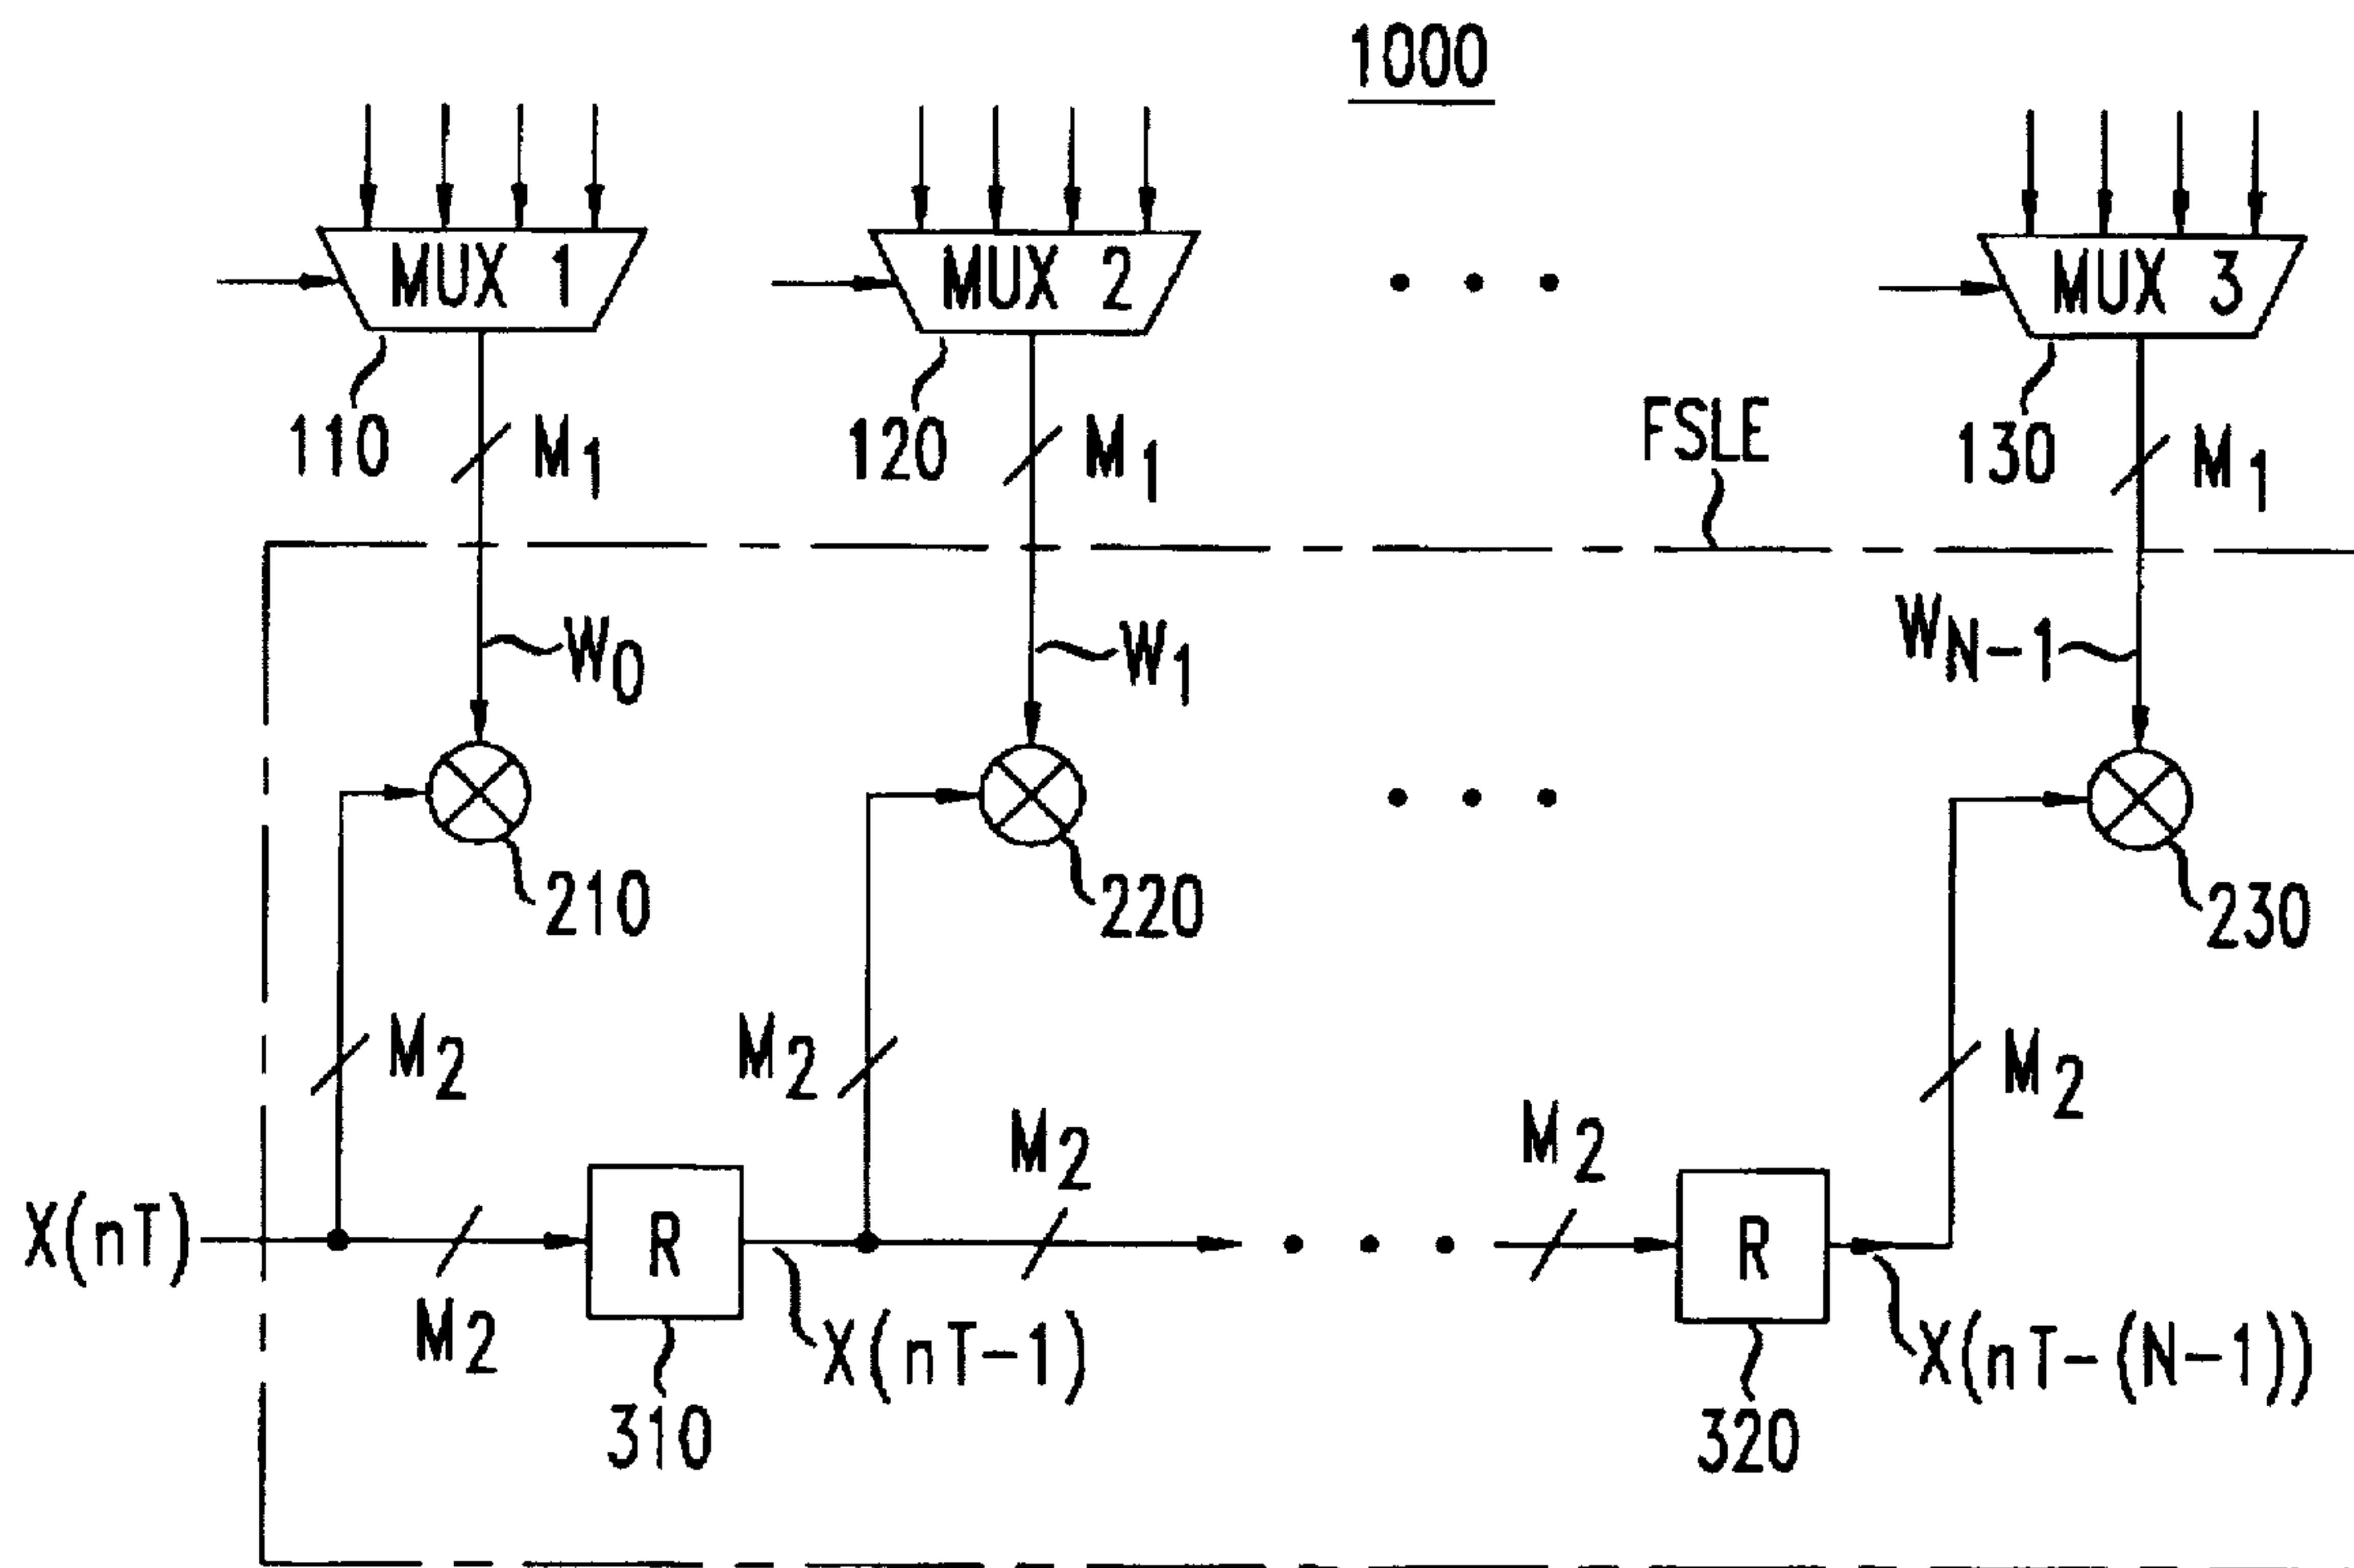 1000
MUX 1
MUX 2
MUX 3
110
M1
120
M1
FSLE
130
M1
W0
W1
WN-1
210
220
230
M2
M2
M2
M2
M2
X(nT)
R
R
M2
X(nT-1)
X(nT-(N-1))
310
320